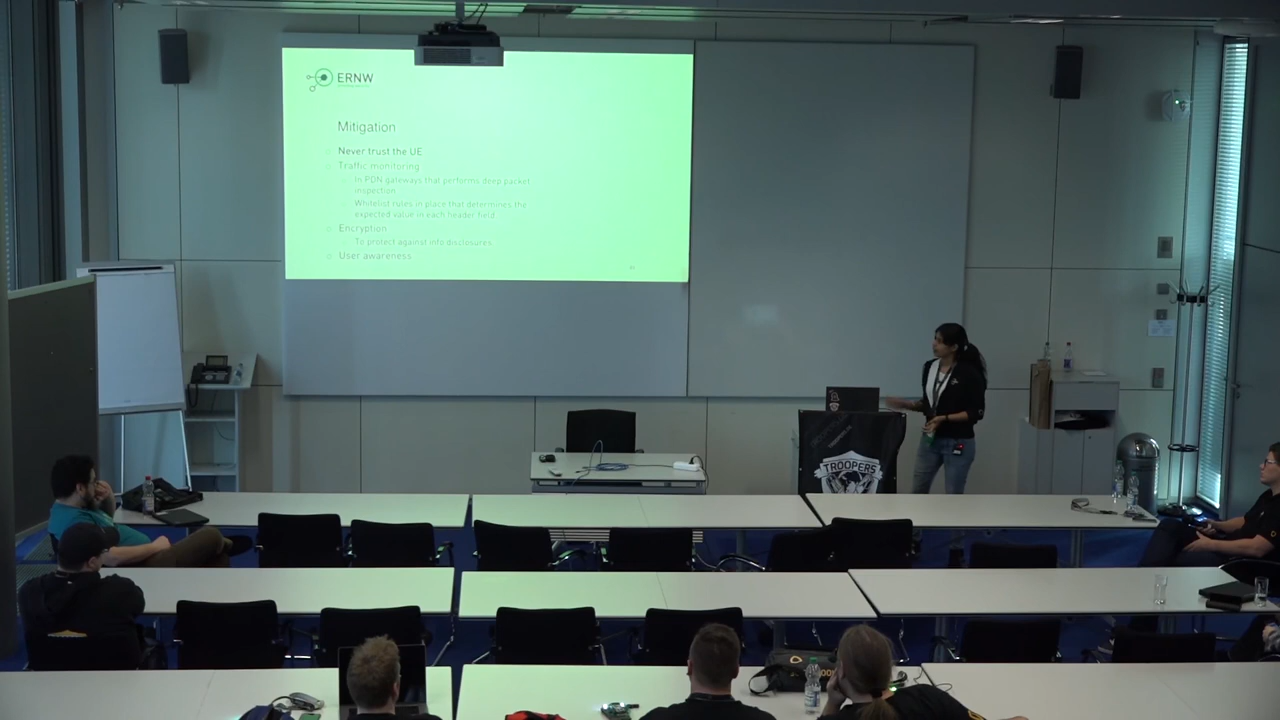 ERNW
Mitigation
Never trust the UE
Traffic monitoring
In PDN gateways that performs deep packet
inspection
Whitelist rules in place that determines the
expected value in each header field
Encryption
To protect against info disclosures
User awareness
TROOPERS